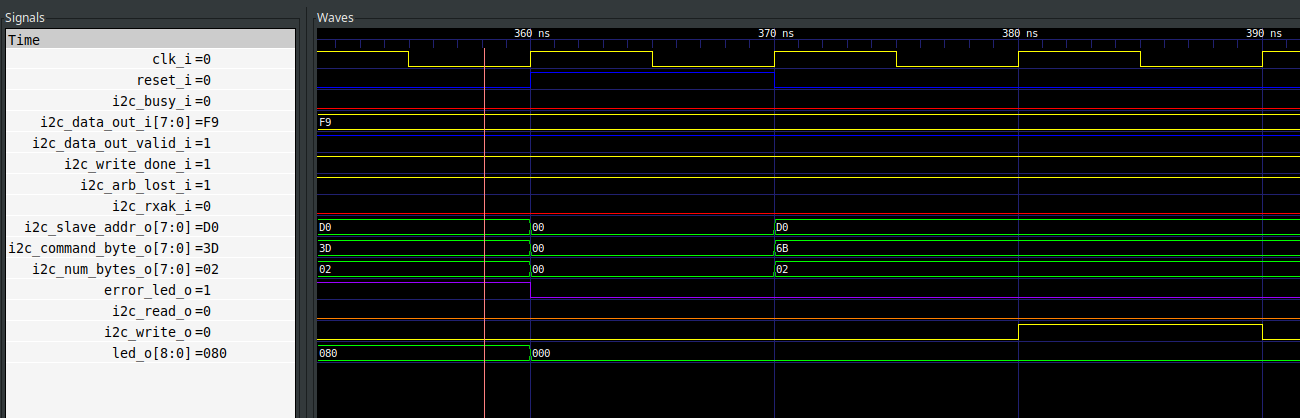 Signals
Waves
Time
360 ns
370 ns
380 ns
390 ns
clk_i=0
reset_i=0
i2c_busy_i=0
i2c_data_out_i[7:0]=F9
F9
i2c_data_out_valid_i=1
i2c_write_done_i=1
i2c_arb_lost_i=1
i2c_rxak_i=0
i2c_slave_addr_o[7:0]=D0
D0
00
D0
i2c_command_byte_o[7:0]=3D
3D
00
6B
i2c_num_bytes_o[7:0]=02
02
00
02
error_led_o=1
i2c_read_o=0
i2c_write_o=0
led_o[8:0]=080
080
000